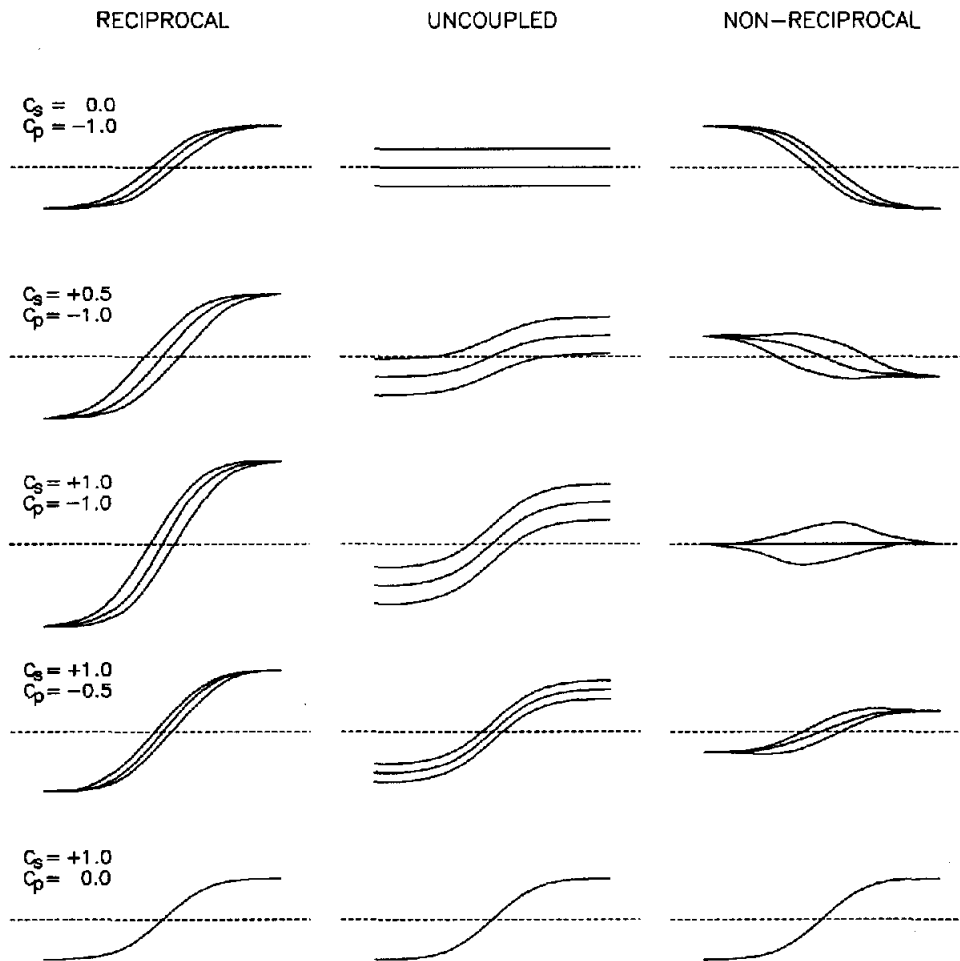 RECIPROCAL UNCOUPLED NON-RECIPROCAL
Cs = 0.0
Cp = -1.0
Cs = +0.5
Cp = -1.0
Cs = +1.0
Cp = -1.0
Cs = +1.0
Cp = -0.5
Cs = +1.0
Cp = 0.0